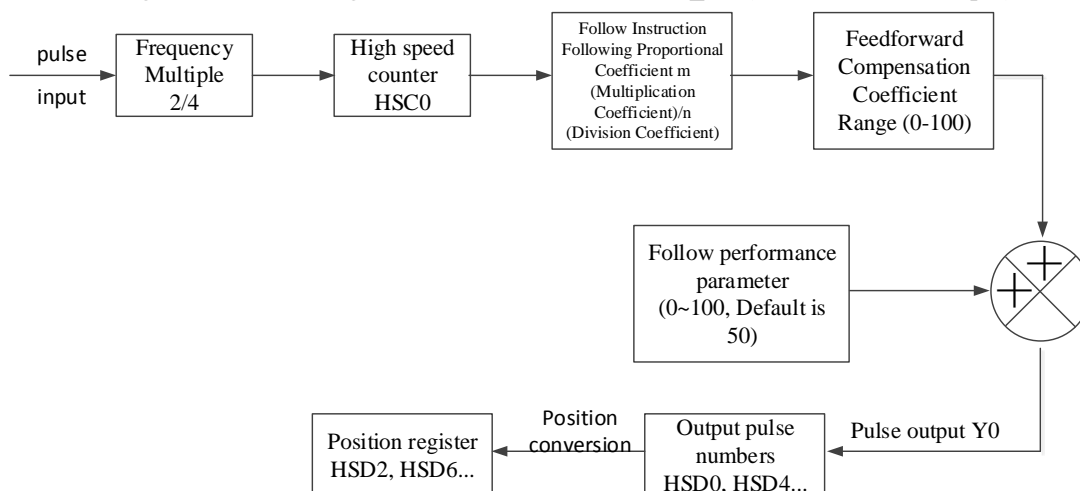 pulse
input
Frequency
Multiple
2/4
High speed
counter
HSC0
Follow Instruction
Following Proportional
Coefficient m
(Multiplication
Coefficient)/n
(Division Coefficient)
Feedforward
Compensation
Coefficient
Range (0-100)
Follow performance
parameter
(0~100, Default is
50)
+
+
Pulse output Y0
Output pulse
numbers
HSD0, HSD4...
Position
conversion
Position register
HSD2, HSD6...